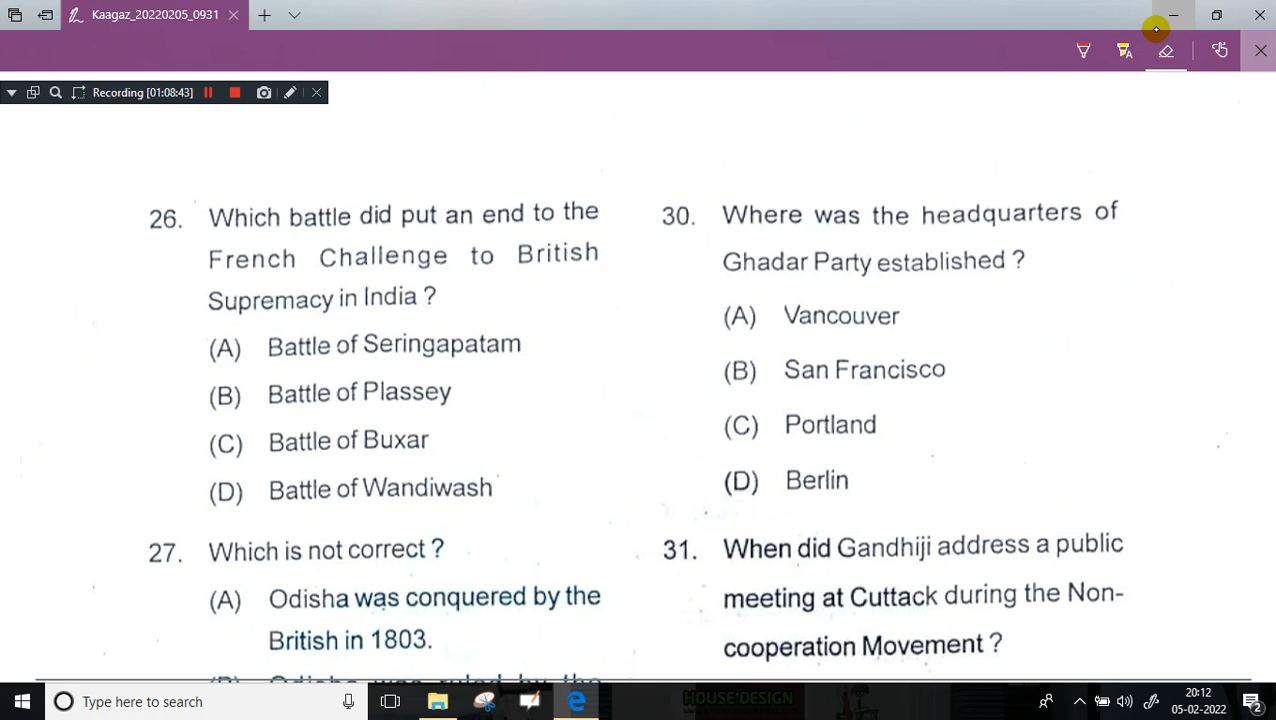 Kaagaz_20220205_0931
Recording [01:08:43]
26. Which battle did put an end to the
French Challenge to British
Supremacy in India ?
(A) Battle of Seringapatam
(B) Battle of Plassey
(C) Battle of Buxar
(D) Battle of Wandiwash
27. Which is not correct ?
(A) Odisha was conquered by the
British in 1803.
30. Where was the headquarters of
Ghadar Party established ?
(A) Vancouver
(B) San Francisco
(C) Portland
(D) Berlin
31. When did Gandhiji address a public
meeting at Cuttack during the Non-
cooperation Movement ?
Type here to search
HOUSE DESIGN
20:12
05-02-2022
2